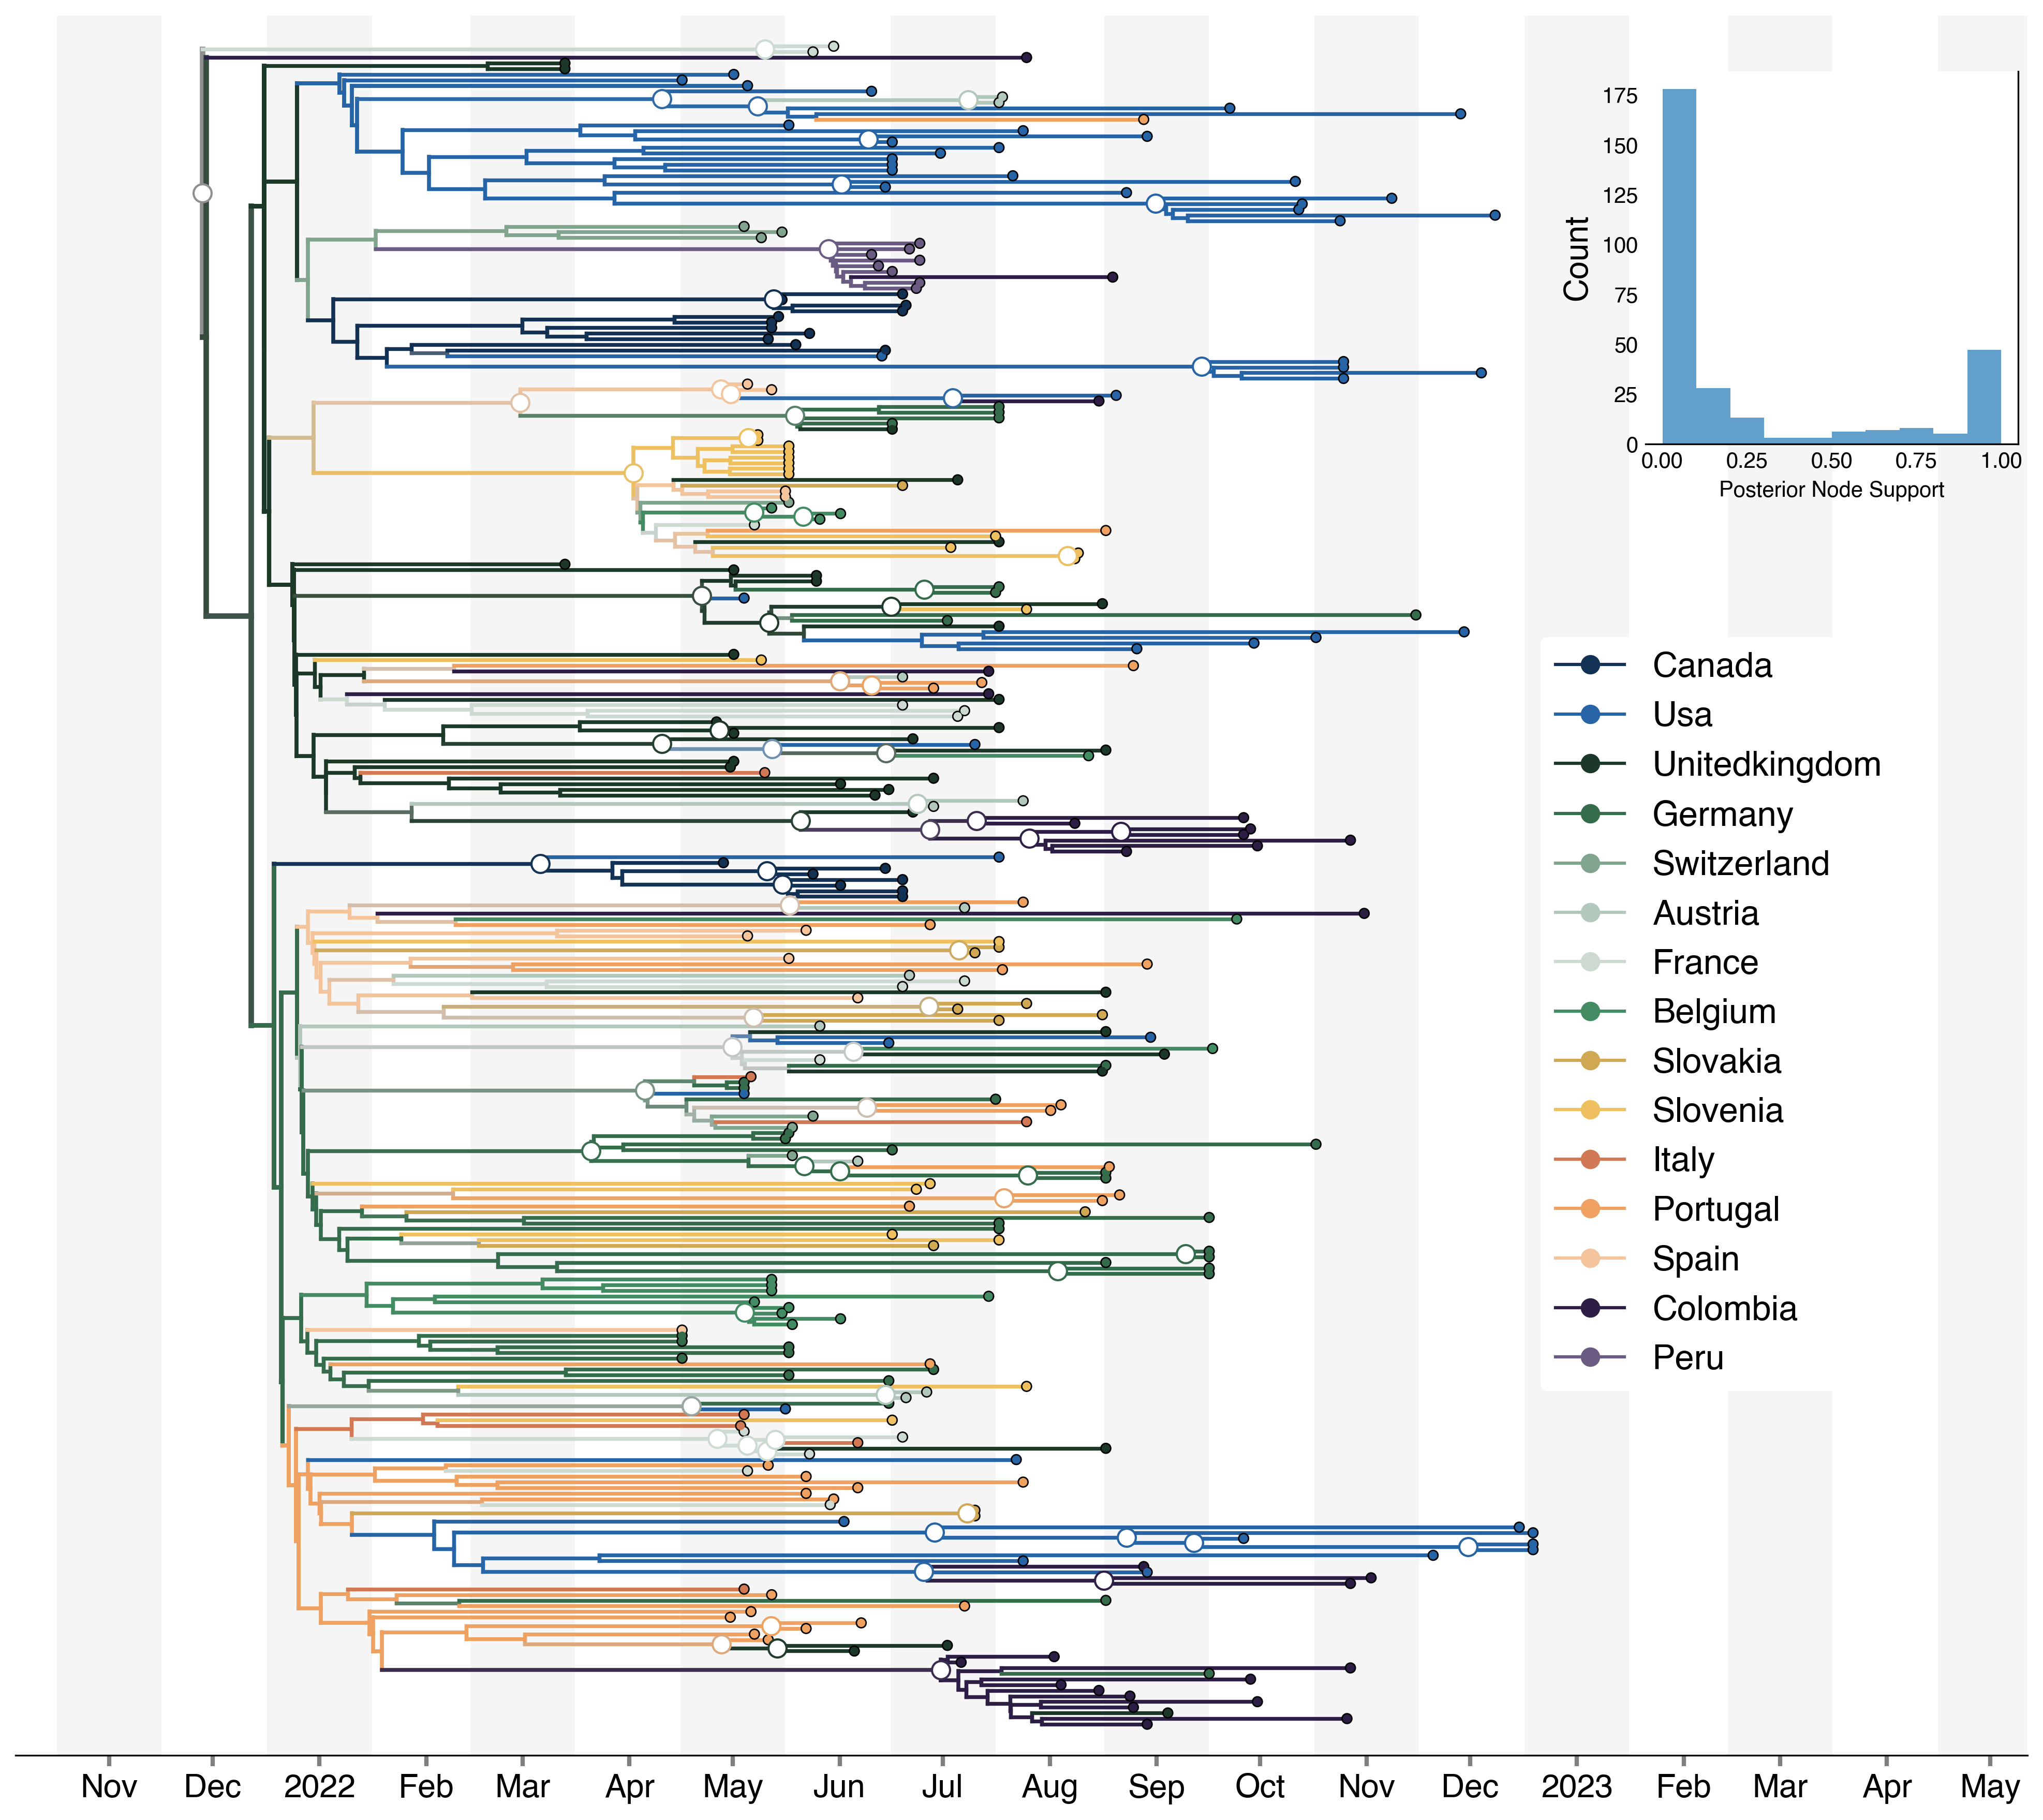 175
150
125
100
75
50
25
0
Count
0.00 0.25 0.50 0.75 1.00
Posterior Node Support
Canada
Usa
Unitedkingdom
Germany
Switzerland
Austria
France
Belgium
Slovakia
Slovenia
Italy
Portugal
Spain
Colombia
Peru
Nov Dec 2022 Feb Mar Apr May Jun Jul Aug Sep Oct Nov Dec 2023 Feb Mar Apr May